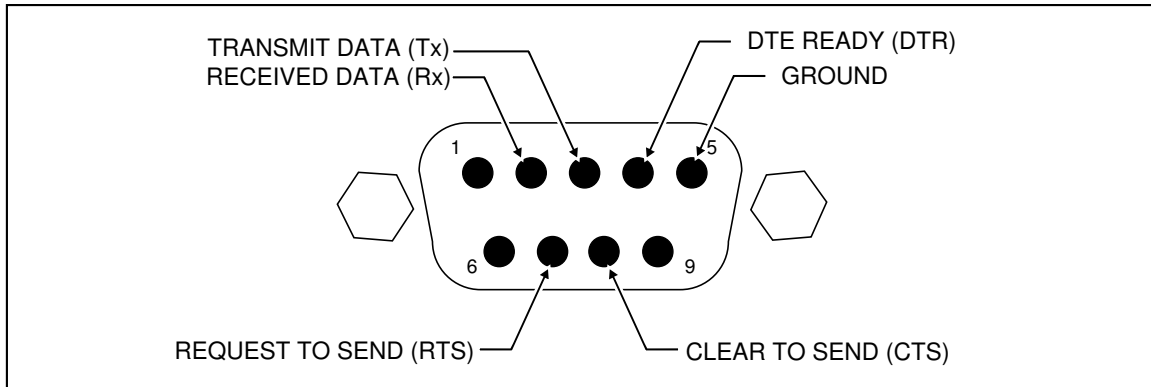 TRANSMIT DATA (Tx)
DTE READY (DTR)
RECEIVED DATA (Rx)
GROUND
1
5
6
9
REQUEST TO SEND (RTS)
CLEAR TO SEND (CTS)